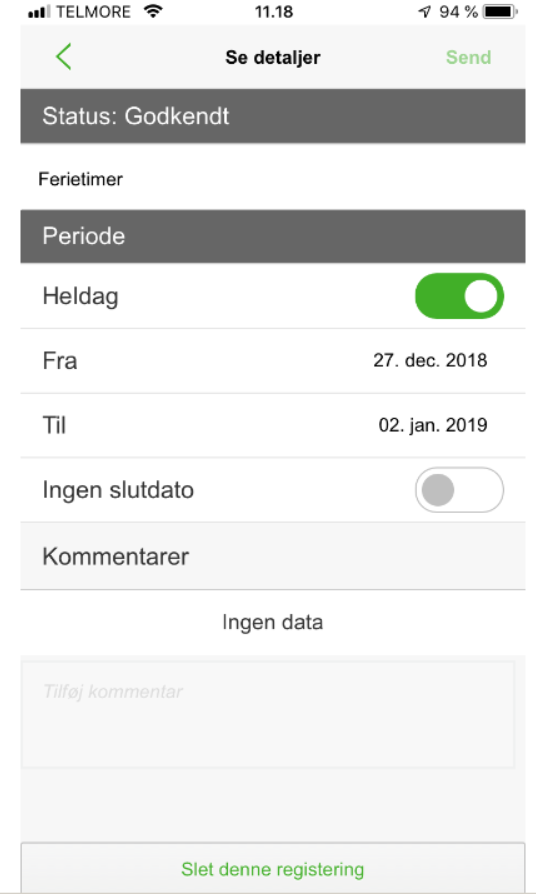 TELMORE 11.18 94 %
Se detaljer Send
Status: Godkendt
Ferietimer
Periode
Heldag
Fra 27. dec. 2018
Til 02. jan. 2019
Ingen slutdato
Kommentarer
Ingen data
Tilføj kommentar
Slet denne registering